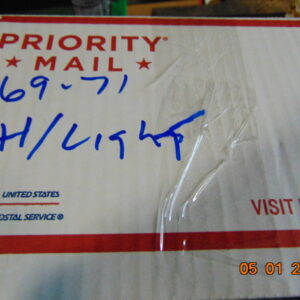 PRIORITY®
★ MAIL ★
69-71
H/Light
UNITED STATES
POSTAL SERVICE®
VISIT
05 01 2